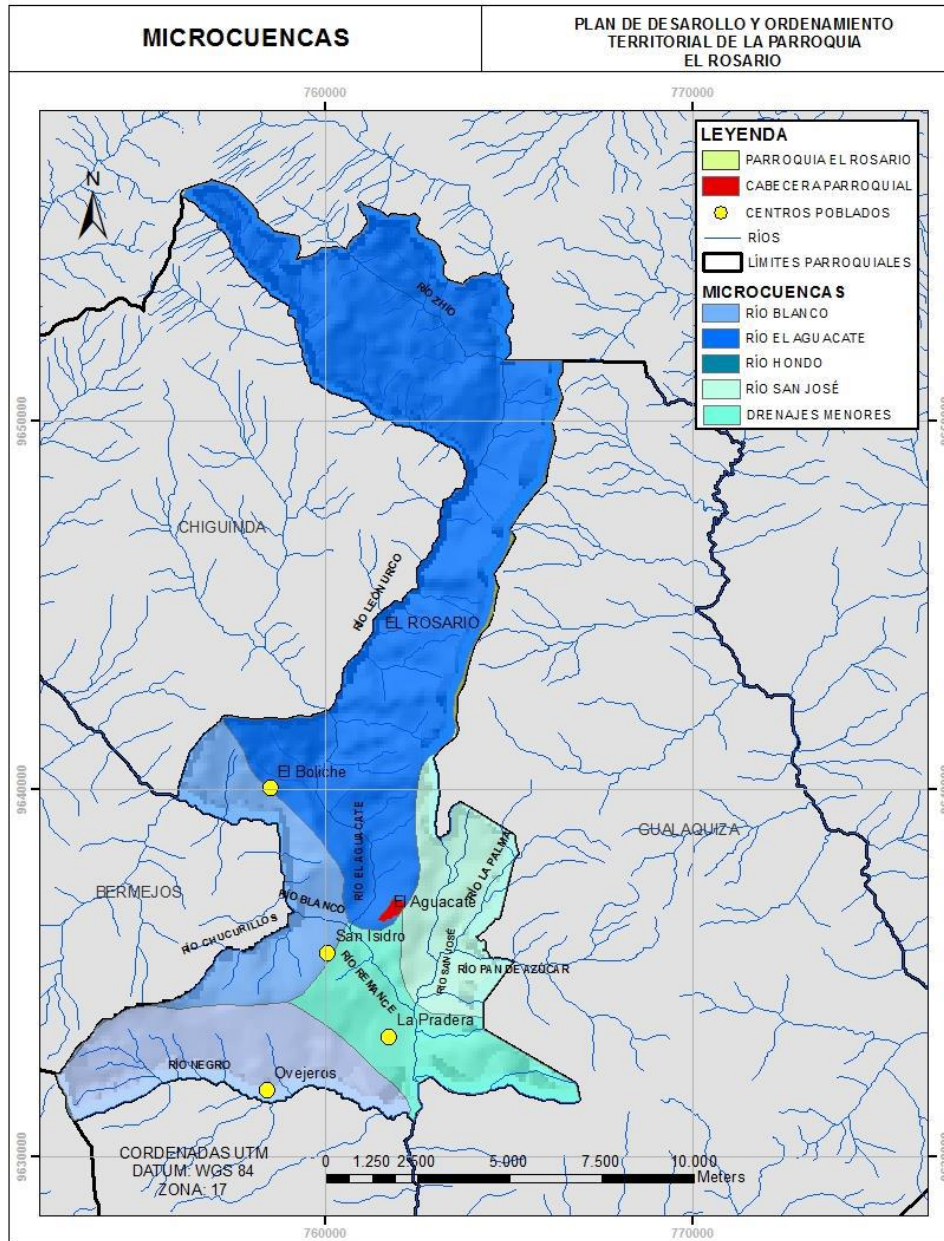 MICROCUENCAS
PLAN DE DESAROLLO Y ORDENAMIENTO
TERRITORIAL DE LA PARROQUIA
EL ROSARIO
760000
770000
LEYENDA
PARROQUIA EL ROSARIO
CABECERA PARROQUIAL
CENTROS POBLADOS
RÍOS
LÍMITES PARROQUIALES
MICROCUENCAS
RÍO BLANCO
RÍO EL AGUACATE
RÍO HONDO
RÍO SAN JOSÉ
DRENAJES MENORES
N
RÍO ZHIO
9650000
CHIGUINDA
RÍO LEÓN URCO
EL ROSARIO
El Boliche
9640000
RÍO EL AGUACATE
GUALAQUIZA
RÍO LA PALMA
BERMEJOS
RÍO BLANCO
El Aguacate
RÍO CHUCURILLOS
San Isidro
RÍO SAN JOSÉ
RÍO PAN DE AZÚCAR
RÍO REMANCE
La Pradera
RÍO NEGRO
Ovejeros
9630000
CORDENADAS UTM
DATUM: WGS 84
ZONA: 17
0 1.250 2.500 5.000 7.500 10.000
Meters
760000
770000